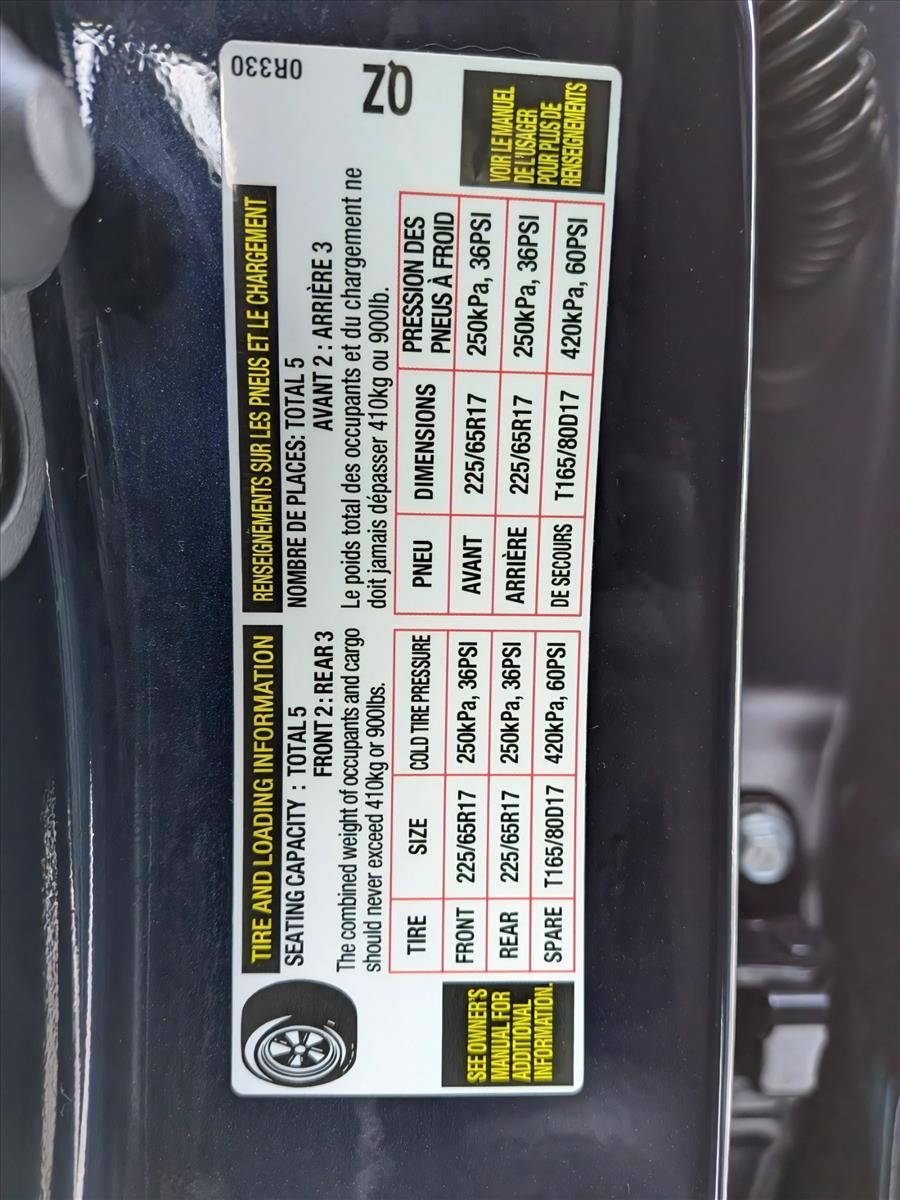 TIRE AND LOADING INFORMATION
SEATING CAPACITY : TOTAL 5
FRONT 2 : REAR 3
The combined weight of occupants and cargo
should never exceed 410kg or 900lbs.
TIRE SIZE COLD TIRE PRESSURE
FRONT 225/65R17 250kPa, 36PSI
REAR 225/65R17 250kPa, 36PSI
SPARE T165/80D17 420kPa, 60PSI
SEE OWNER'S
MANUAL FOR
ADDITIONAL
INFORMATION.
RENSEIGNEMENTS SUR LES PNEUS ET LE CHARGEMENT
NOMBRE DE PLACES: TOTAL 5
AVANT 2 : ARRIÈRE 3
Le poids total des occupants et du chargement ne
doit jamais dépasser 410kg ou 900lb.
PNEU DIMENSIONS PRESSION DES
PNEUS À FROID
AVANT 225/65R17 250kPa, 36PSI
ARRIÈRE 225/65R17 250kPa, 36PSI
DE SECOURS T165/80D17 420kPa, 60PSI
VOIR LE MANUEL
DE L'USAGER
POUR PLUS DE
RENSEIGNEMENTS
0R330
QZ